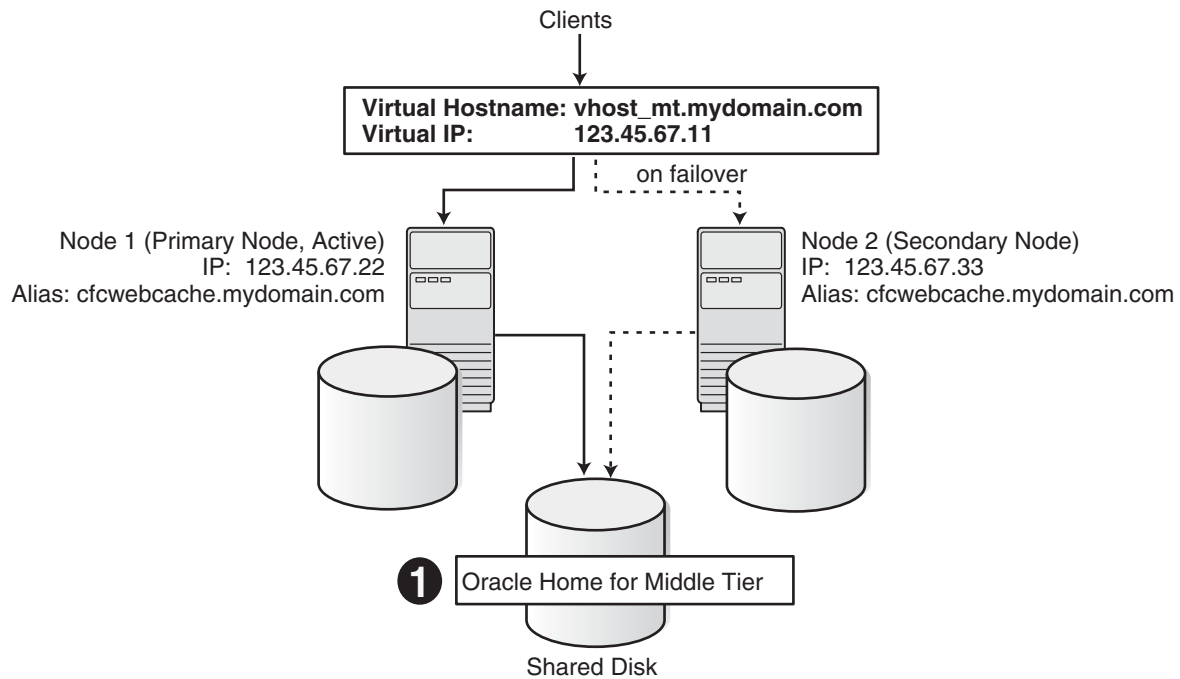 Clients
Virtual Hostname: vhost_mt.mydomain.com
Virtual IP: 123.45.67.11
on failover
Node 1 (Primary Node, Active)
IP: 123.45.67.22
Alias: cfcwebcache.mydomain.com
Node 2 (Secondary Node)
IP: 123.45.67.33
Alias: cfcwebcache.mydomain.com
1 Oracle Home for Middle Tier
Shared Disk